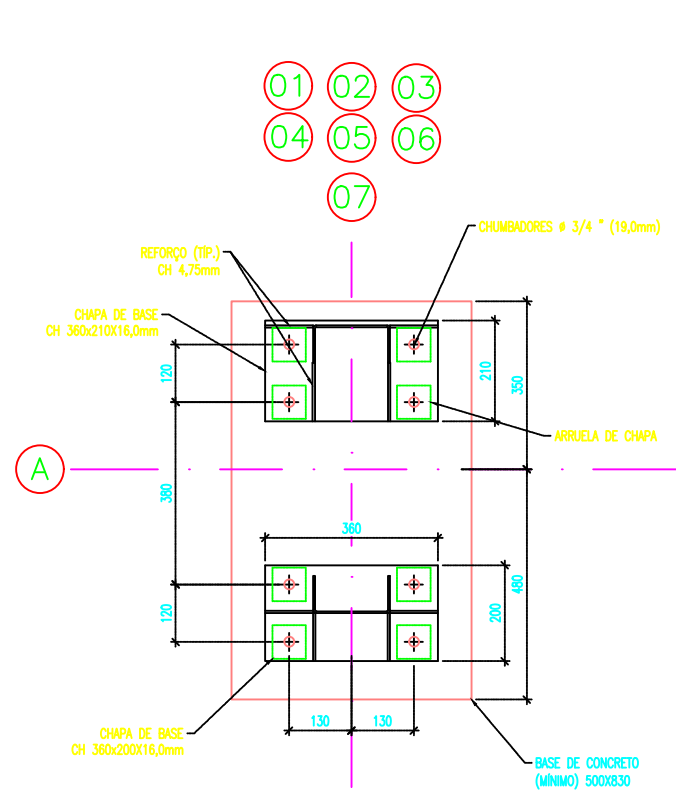 01 02 03
04 05 06
07
CHUMBADORES ø 3/4 " (19,0mm)
REFORÇO (TIP.)
CH 4,75mm
CHAPA DE BASE
CH 360x210X16,0mm
120
210
350
ARRUELA DE CHAPA
A
380
360
480
120
200
130 130
CHAPA DE BASE
CH 360x200X16,0mm
BASE DE CONCRETO
(MÍNIMO) 500X830